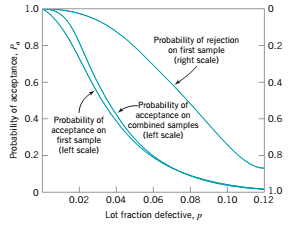 Probability of acceptance, Pa
1.0
0.8
0.6
0.4
0.2
0
0
0.2
0.4
0.6
0.8
1.0
Probability of rejection
on first sample
(right scale)
Probability of
acceptance on
combined samples
(left scale)
Probability of
acceptance on
first sample
(left scale)
0.02 0.04 0.06 0.08 0.10 0.12
Lot fraction defective, p